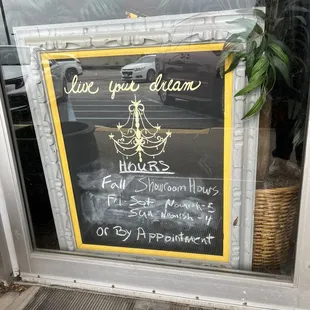 live your dream
HOURS
Fall Showroom Hours
Fri-Sat Noonish-5
Sun Noonish-4
or By Appointment